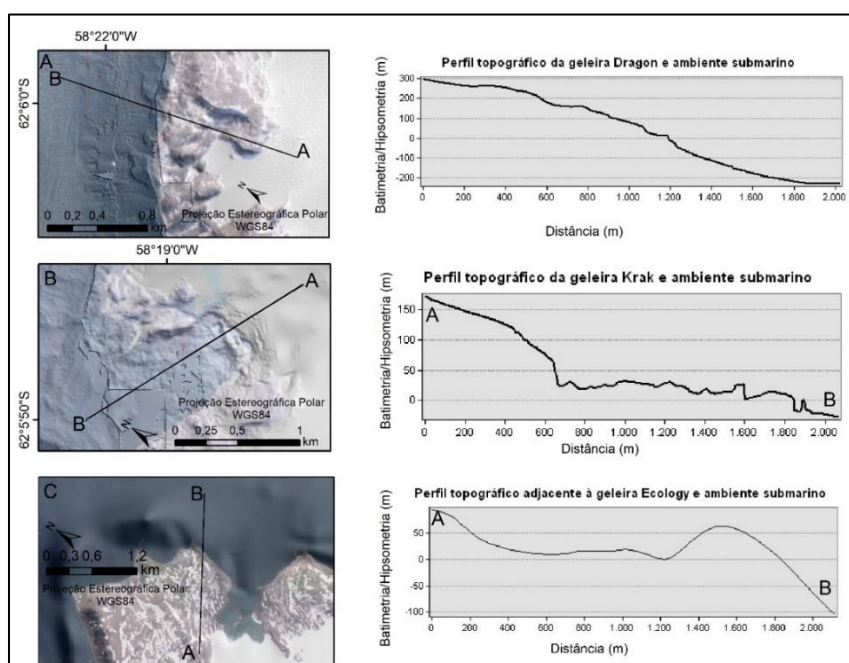 58°22'0"W
A
B
62°6'0"S
A
N
0 0,2 0,4 0,8
km
Projeção Estereográfica Polar
WGS84
Perfil topográfico da geleira Dragon e ambiente submarino
Batimetria/Hipsometria (m)
300
200
100
0
-100
-200
0 200 400 600 800 1.000 1.200 1.400 1.600 1.800 2.000
Distância (m)
58°19'0"W
B
A
62°5'50"S
B
N
Projeção Estereográfica Polar
WGS84
0 0,25 0,5 1
km
Perfil topográfico da geleira Krak e ambiente submarino
Batimetria/Hipsometria (m)
150
100
50
0
A
B
0 200 400 600 800 1.000 1.200 1.400 1.600 1.800 2.000
Distância (m)
C
B
N
0 0,3 0,6 1,2
km
Projeção Estereográfica Polar
WGS84
A
Perfil topográfico adjacente à geleira Ecology e ambiente submarino
Batimetria/Hipsometria (m)
50
0
-50
-100
A
B
0 200 400 600 800 1.000 1.200 1.400 1.600 1.800 2.000
Distância (m)